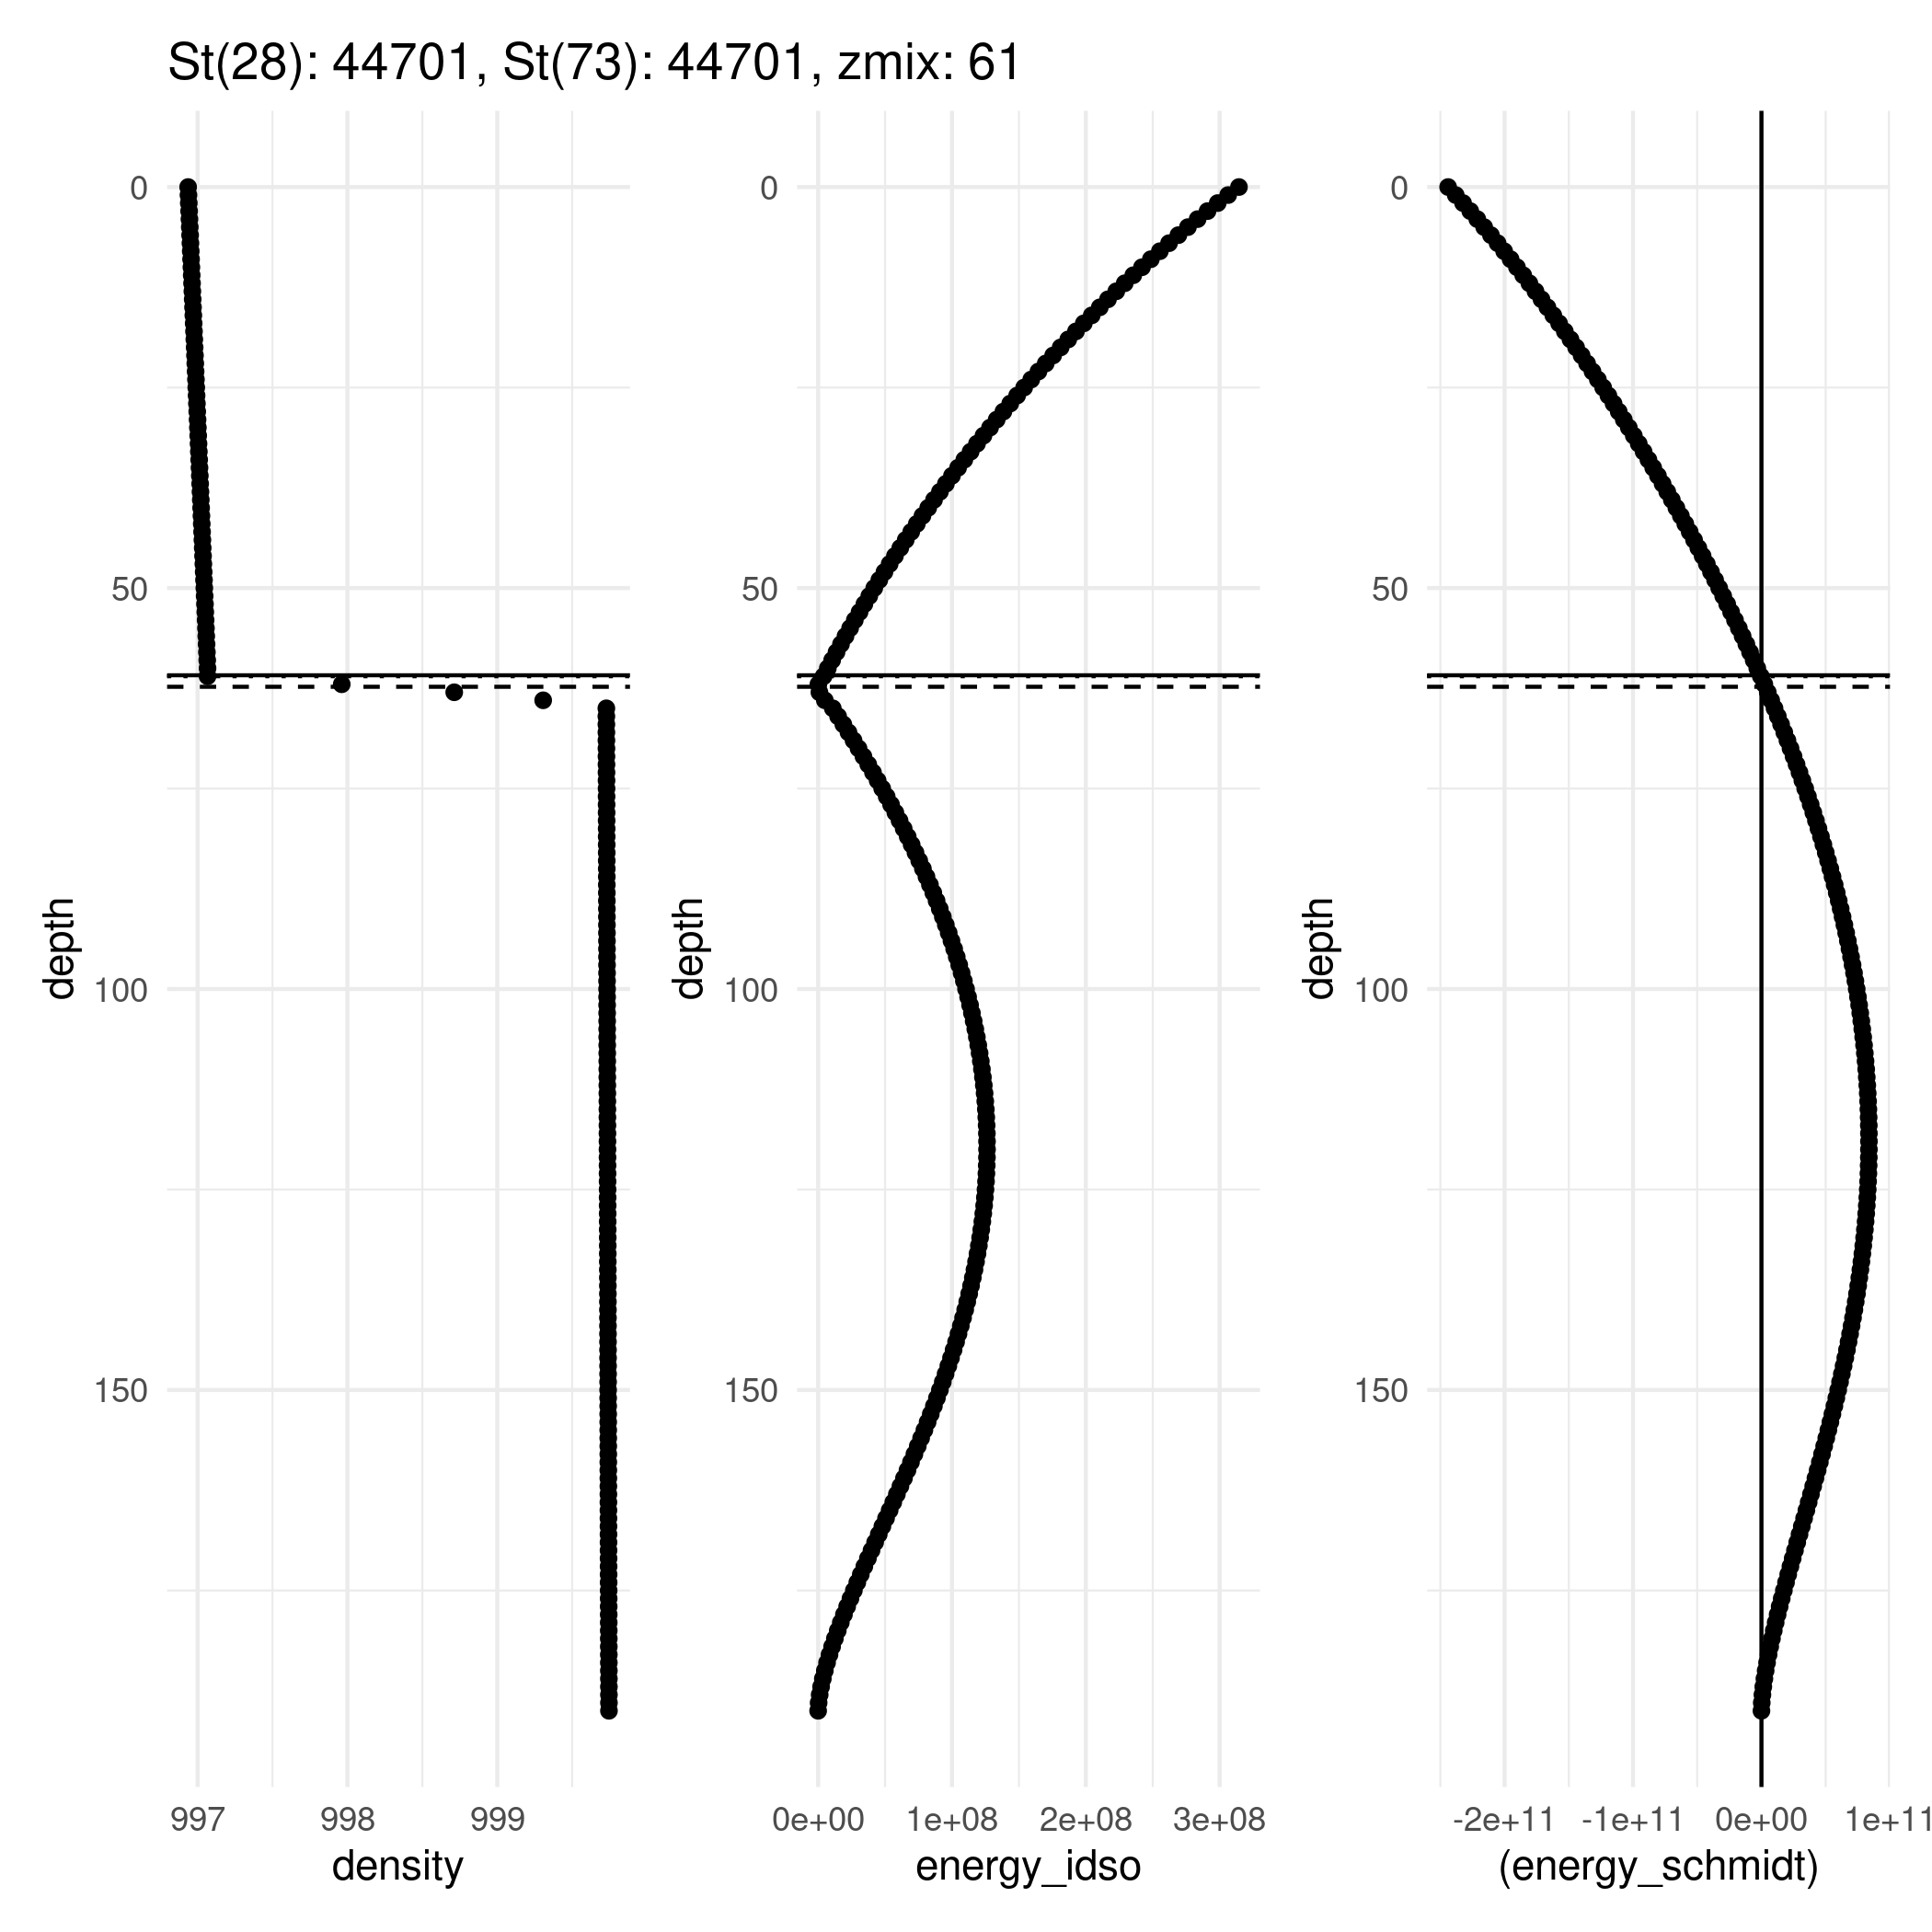 St(28): 44701, St(73): 44701, zmix: 61
depth
0
50
100
150
997 998 999
density
depth
0
50
100
150
0e+00 1e+08 2e+08 3e+08
energy_idso
depth
0
50
100
150
-2e+11 -1e+11 0e+00 1e+11
(energy_schmidt)